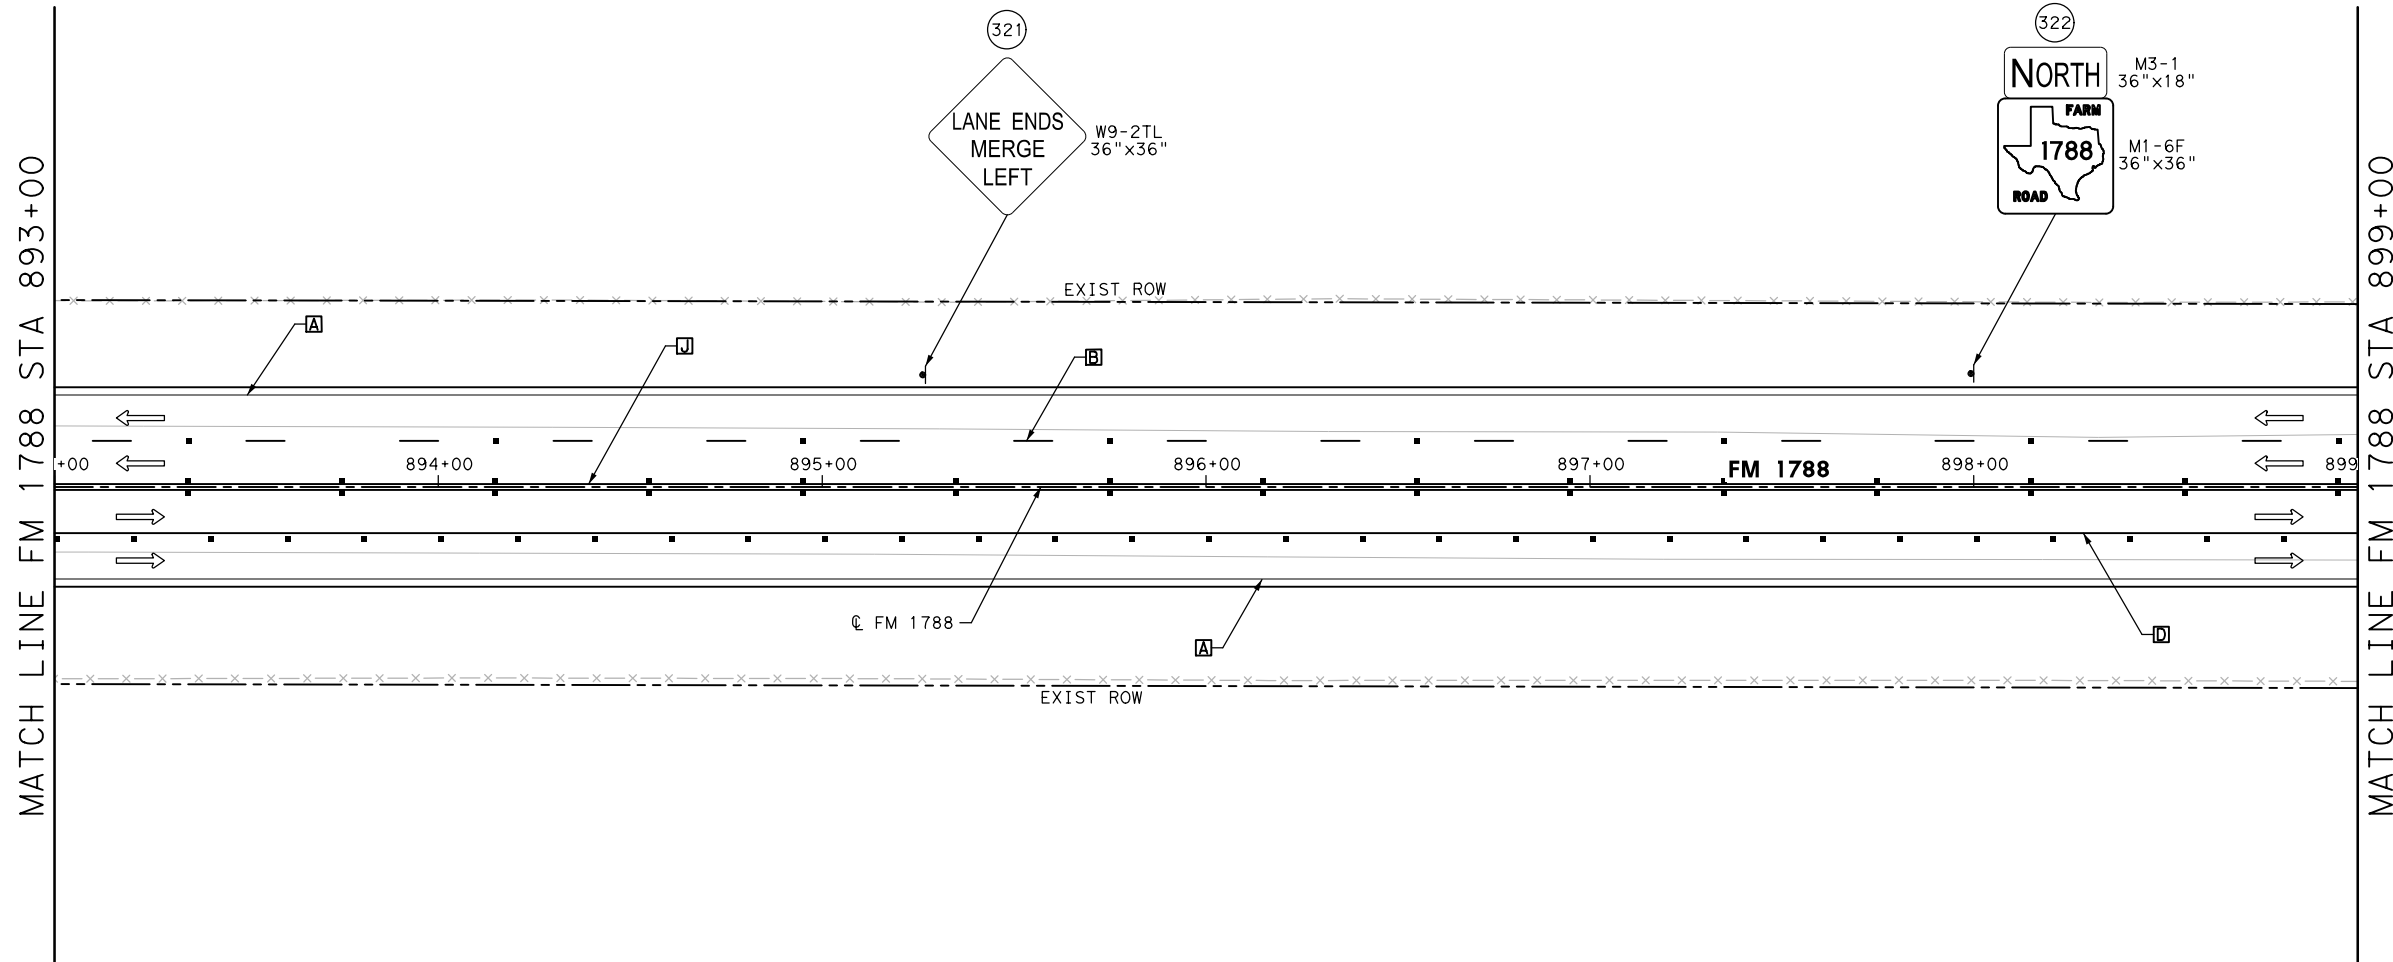 321
LANE ENDS
MERGE
LEFT
W9-2TL
36"x36"
322
NORTH
M3-1
36"x18"
FARM
1788
ROAD
M1-6F
36"x36"
MATCH LINE FM 1788 STA 893+00
MATCH LINE FM 1788 STA 899+00
EXIST ROW
A
J
B
+00
894+00
895+00
896+00
897+00
FM 1788
898+00
899
℄ FM 1788
A
D
EXIST ROW